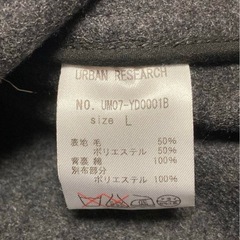 URBAN RESEARCH
NO. UM07-YD0001B
size L
表地 毛 50%
ポリエステル 50%
背裏 綿 100%
別布部分
ポリエステル 100%